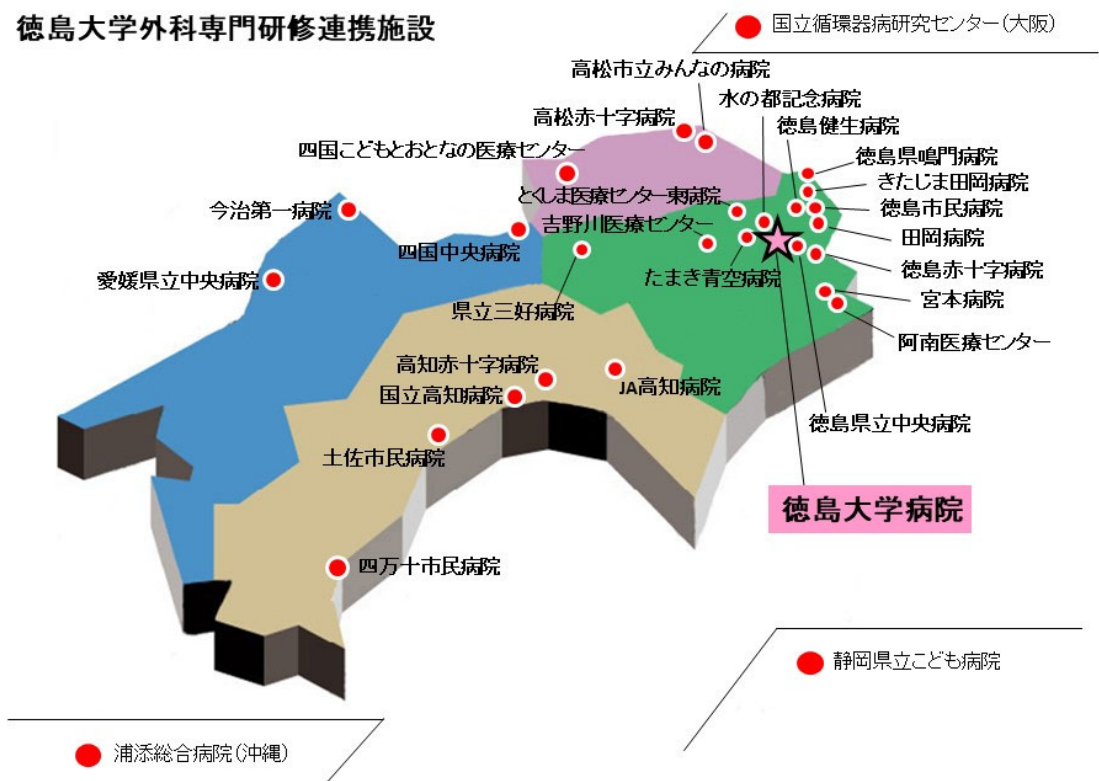 徳島大学外科専門研修連携施設
国立循環器病研究センター(大阪)
高松市立みんなの病院
水の都記念病院
高松赤十字病院
徳島健生病院
四国こどもとおとなの医療センター
徳島県鳴門病院
きたじま田岡病院
とくしま医療センター東病院
今治第一病院
徳島市民病院
吉野川医療センター
田岡病院
四国中央病院
徳島赤十字病院
愛媛県立中央病院
たまき青空病院
宮本病院
県立三好病院
阿南医療センター
高知赤十字病院
JA高知病院
国立高知病院
徳島県立中央病院
土佐市民病院
徳島大学病院
四万十市民病院
静岡県立こども病院
浦添総合病院(沖縄)